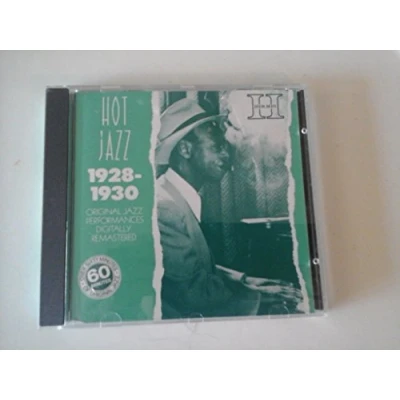 HOT
JAZZ
1928-
1930
ORIGINAL JAZZ
PERFORMANCES
DIGITALLY
REMASTERED
60
H